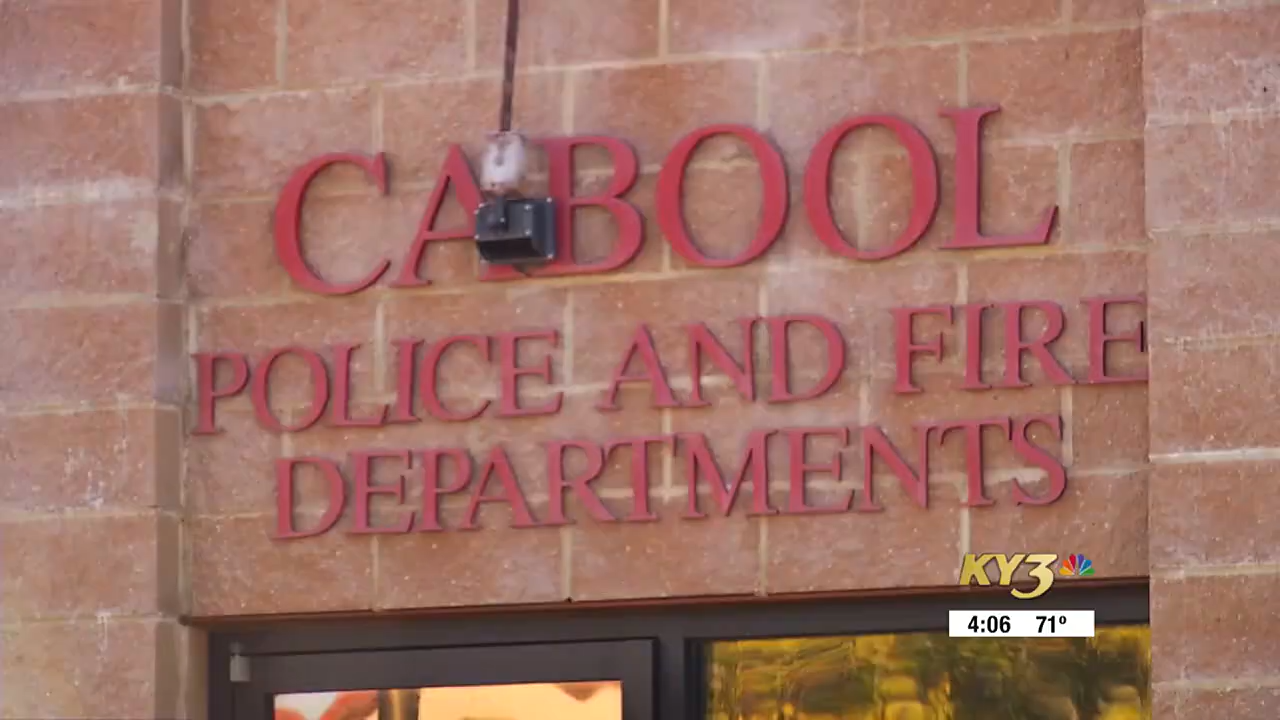 CABOOL
POLICE AND FIRE
DEPARTMENTS
KY3
4:06 71°